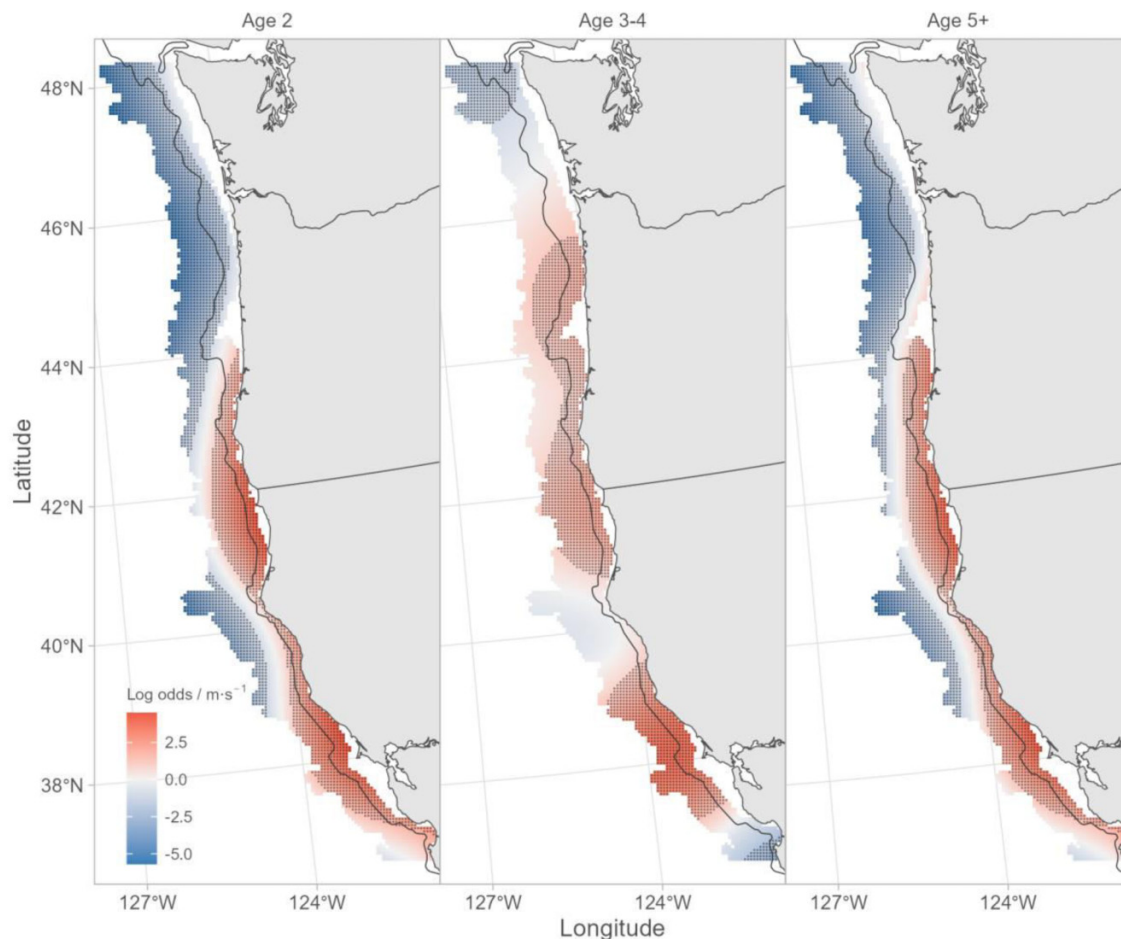 Age 2
Age 3-4
Age 5+
48°N
46°N
44°N
42°N
40°N
38°N
Latitude
Log odds / m·s⁻¹
2.5
0.0
-2.5
-5.0
127°W
124°W
127°W
124°W
127°W
124°W
Longitude